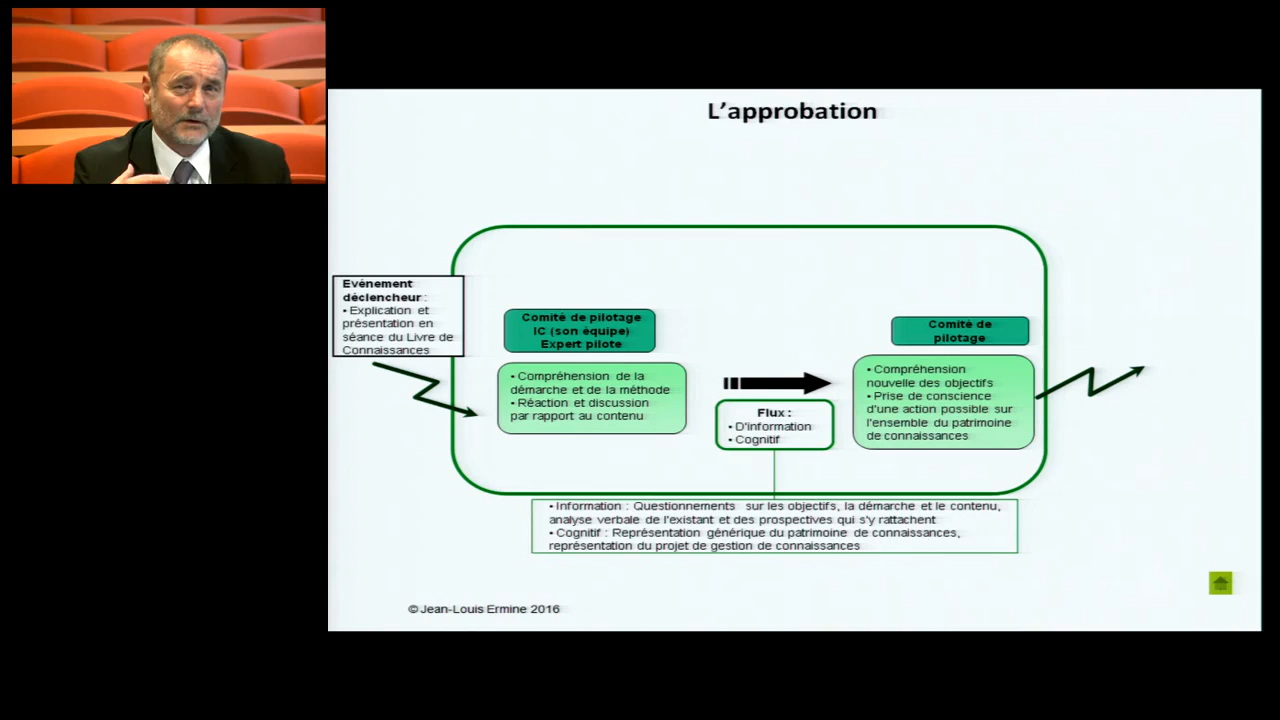 L'approbation
Evénement
déclencheur :
• Explication et
présentation en
séance du Livre de
Connaissances
Comité de pilotage
IC (son équipe)
Expert pilote
• Compréhension de la
démarche et de la méthode
• Réaction et discussion
par rapport au contenu
Flux :
• D'information
• Cognitif
Comité de
pilotage
• Compréhension
nouvelle des objectifs
• Prise de conscience
d'une action possible sur
l'ensemble du patrimoine
de connaissances
• Information : Questionnements sur les objectifs, la démarche et le contenu,
analyse verbale de l'existant et des prospectives qui s'y rattachent
• Cognitif : Représentation générique du patrimoine de connaissances,
représentation du projet de gestion de connaissances
© Jean-Louis Ermine 2016